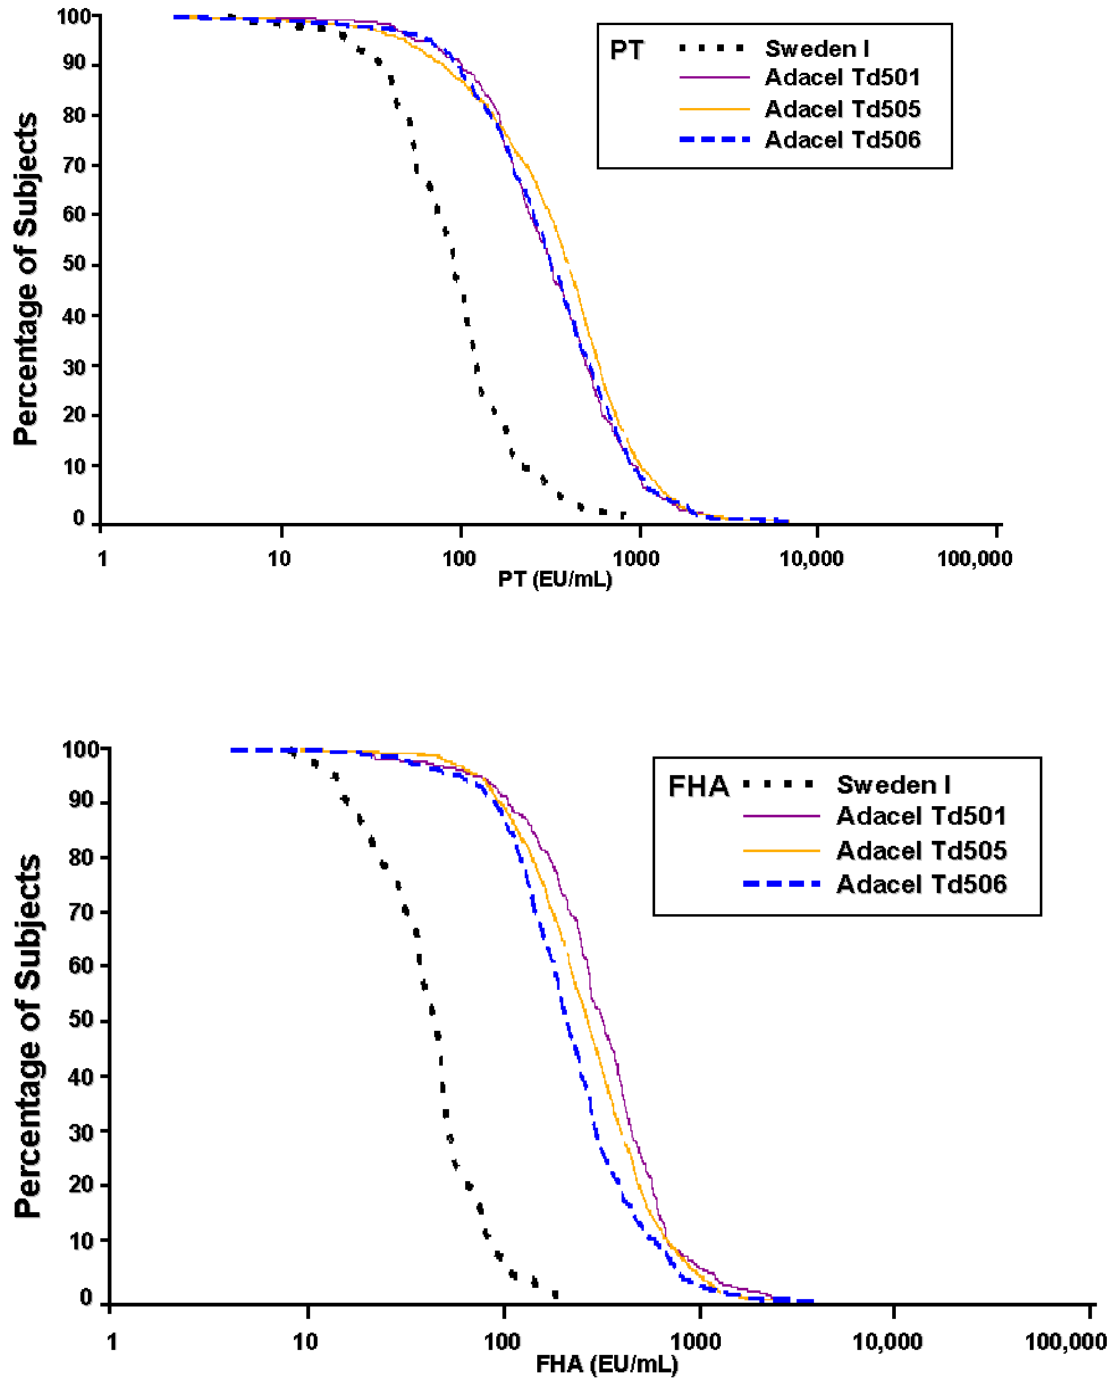 PT
Sweden I
Adacel Td501
Adacel Td505
Adacel Td506
Percentage of Subjects
100
90
80
70
60
50
40
30
20
10
0
1 10 100 1000 10,000 100,000
PT (EU/mL)
FHA
Sweden I
Adacel Td501
Adacel Td505
Adacel Td506
Percentage of Subjects
100
90
80
70
60
50
40
30
20
10
0
1 10 100 1000 10,000 100,000
FHA (EU/mL)